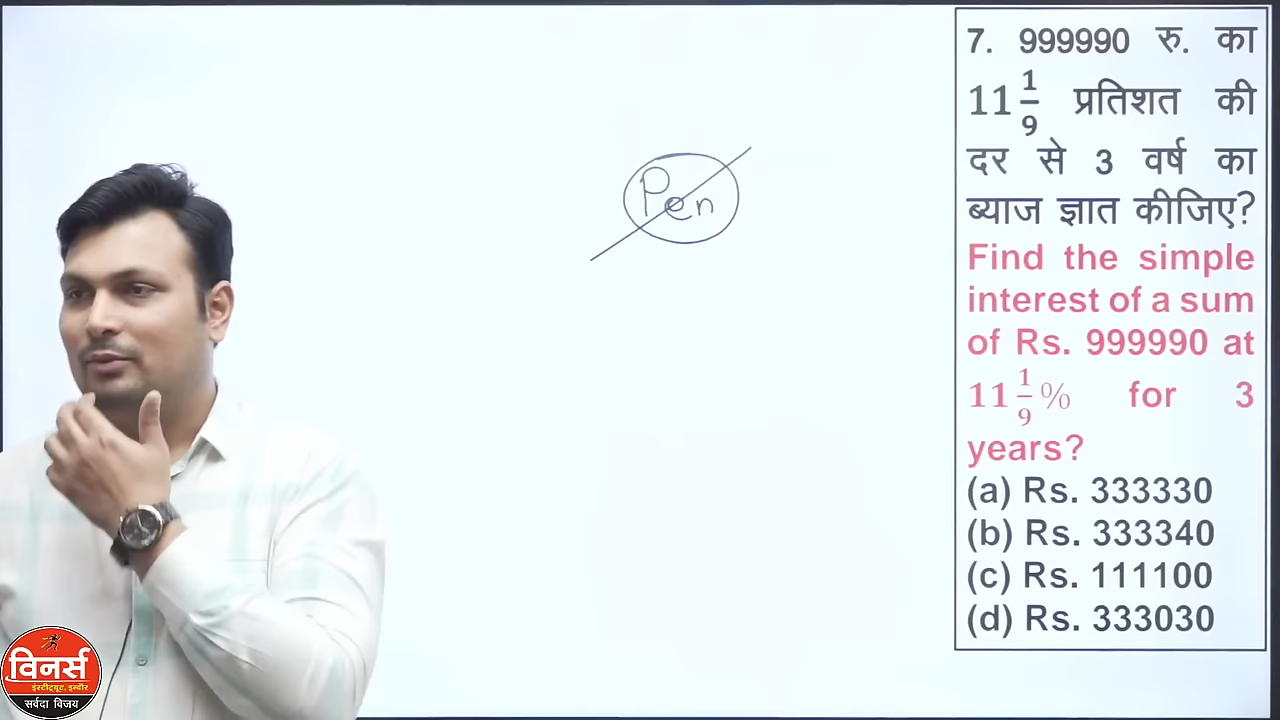 Pen
7. 999990 रु. का
11 1/9 प्रतिशत की
दर से 3 वर्ष का
ब्याज ज्ञात कीजिए?
Find the simple
interest of a sum
of Rs. 999990 at
11 1/9 % for 3
years?
(a) Rs. 333330
(b) Rs. 333340
(c) Rs. 111100
(d) Rs. 333030
विनर्स
इंस्टीट्यूट, इन्दौर
सर्वदा विजय